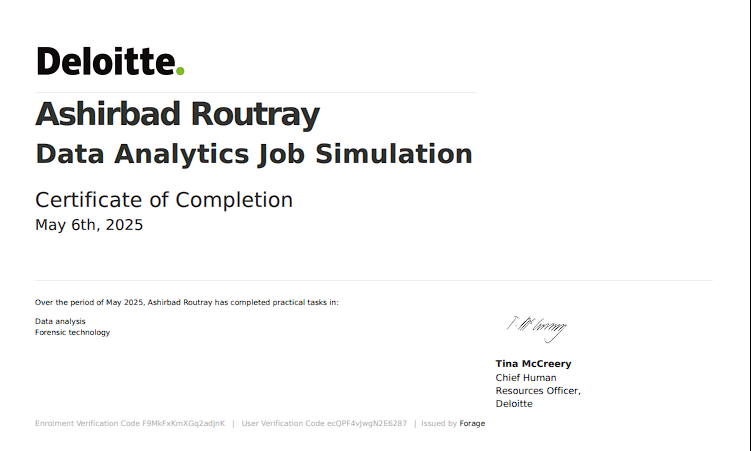 Deloitte.
Ashirbad Routray
Data Analytics Job Simulation
Certificate of Completion
May 6th, 2025
Over the period of May 2025, Ashirbad Routray has completed practical tasks in:
Data analysis
Forensic technology
Tina McCreery
Chief Human
Resources Officer,
Deloitte
Enrolment Verification Code F9MkFxKmXGq2adJnK | User Verification Code ecQPF4vJwgN2E6287 | Issued by Forage